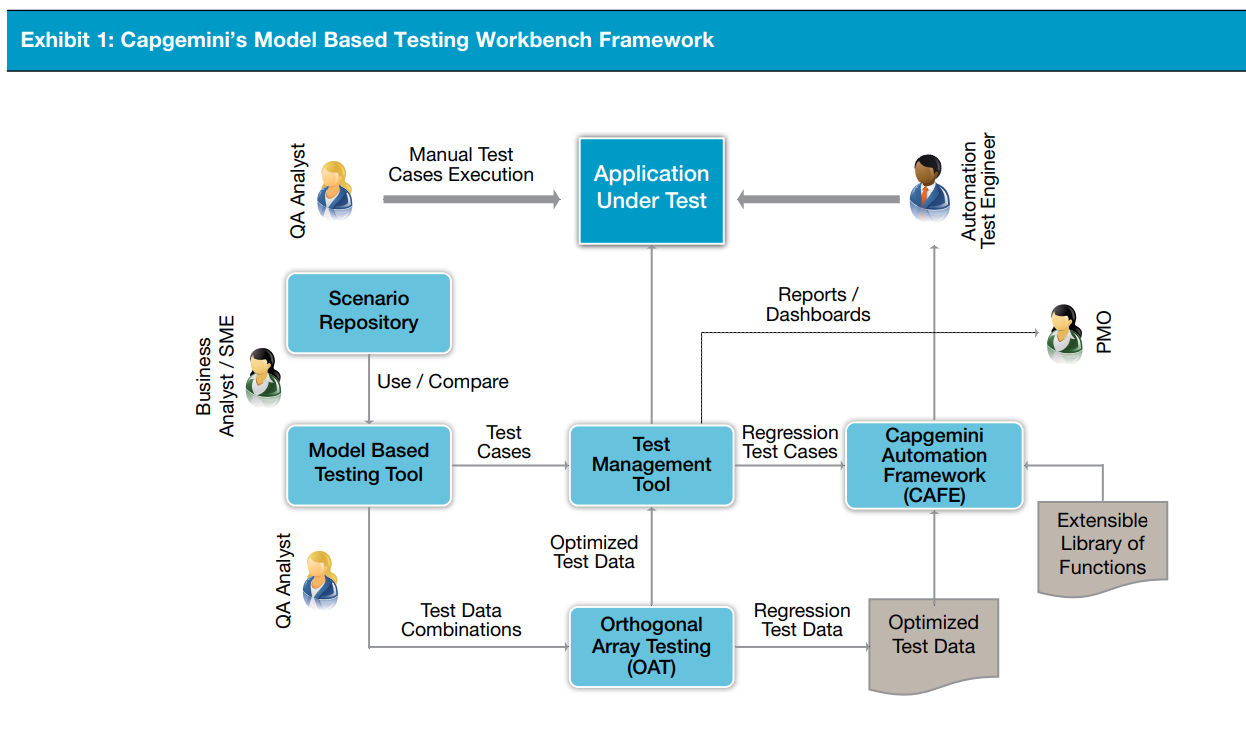 Exhibit 1: Capgemini’s Model Based Testing Workbench Framework
QA Analyst
Manual Test
Cases Execution
Application
Under Test
Automation
Test Engineer
Scenario
Repository
Reports /
Dashboards
PMO
Business
Analyst / SME
Use / Compare
Model Based
Testing Tool
Test
Cases
Test
Management
Tool
Regression
Test Cases
Capgemini
Automation
Framework
(CAFE)
Extensible
Library of
Functions
QA Analyst
Optimized
Test Data
Test Data
Combinations
Orthogonal
Array Testing
(OAT)
Regression
Test Data
Optimized
Test Data